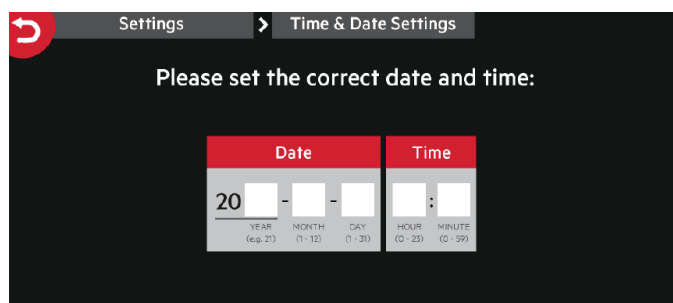 Settings > Time & Date Settings
Please set the correct date and time:
Date Time
20 - - :
YEAR MONTH DAY HOUR MINUTE
(e.g. 21) (1 - 12) (1 - 31) (0 - 23) (0 - 59)